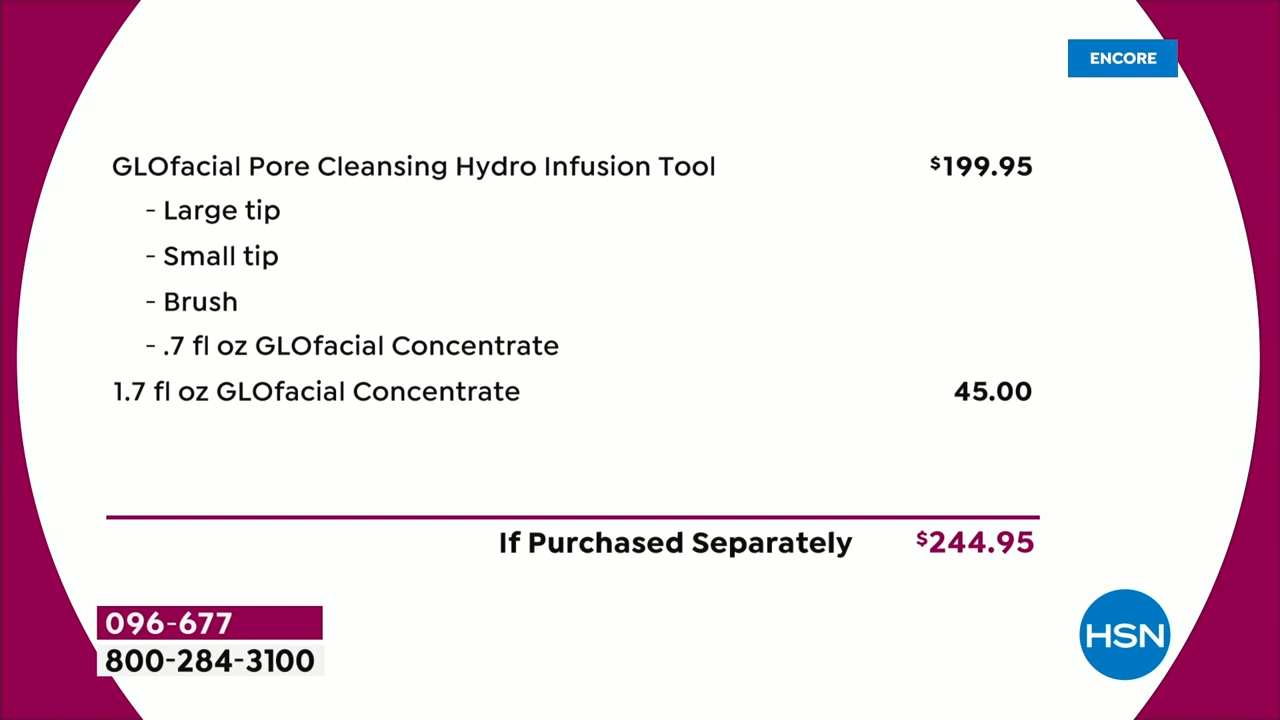 ENCORE
GLOfacial Pore Cleansing Hydro Infusion Tool $199.95
- Large tip
- Small tip
- Brush
- .7 fl oz GLOfacial Concentrate
1.7 fl oz GLOfacial Concentrate 45.00
If Purchased Separately $244.95
096-677
800-284-3100
HSN